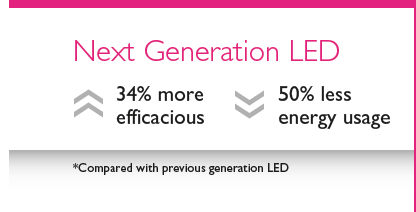 Next Generation LED
34% more
efficacious
50% less
energy usage
*Compared with previous generation LED